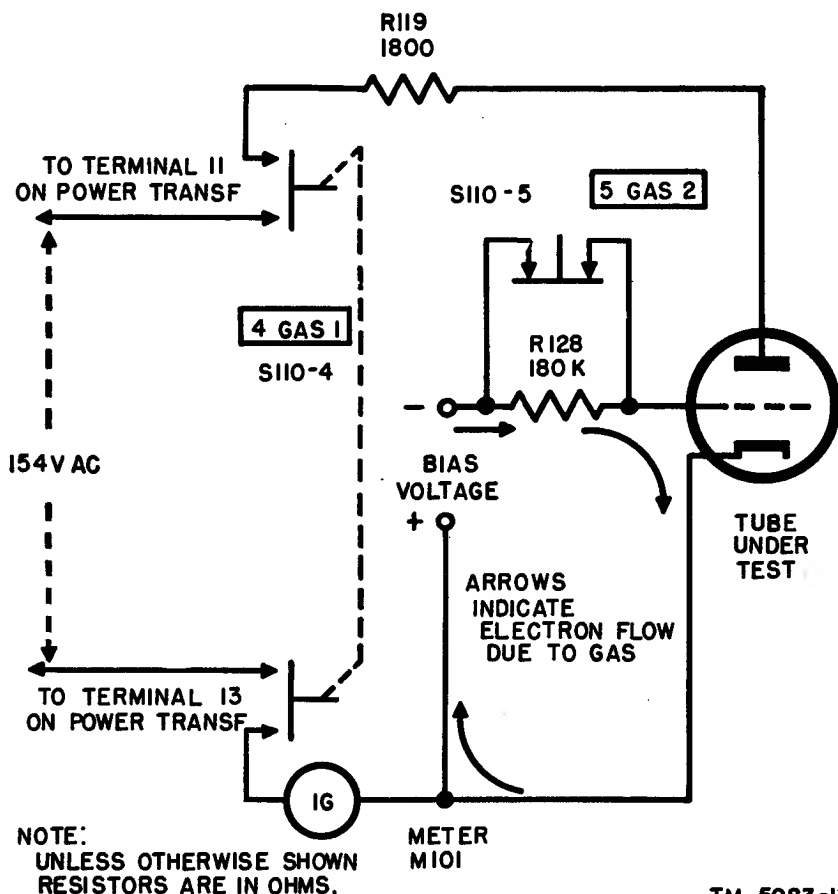 R119
1800
TO TERMINAL 11
ON POWER TRANSF
S110-5
5 GAS 2
4 GAS 1
S110-4
R128
180 K
-
154V AC
BIAS
VOLTAGE
+
TUBE
UNDER
TEST
ARROWS
INDICATE
ELECTRON FLOW
DUE TO GAS
TO TERMINAL 13
ON POWER TRANSF
IG
NOTE:
UNLESS OTHERWISE SHOWN
RESISTORS ARE IN OHMS.
METER
M101